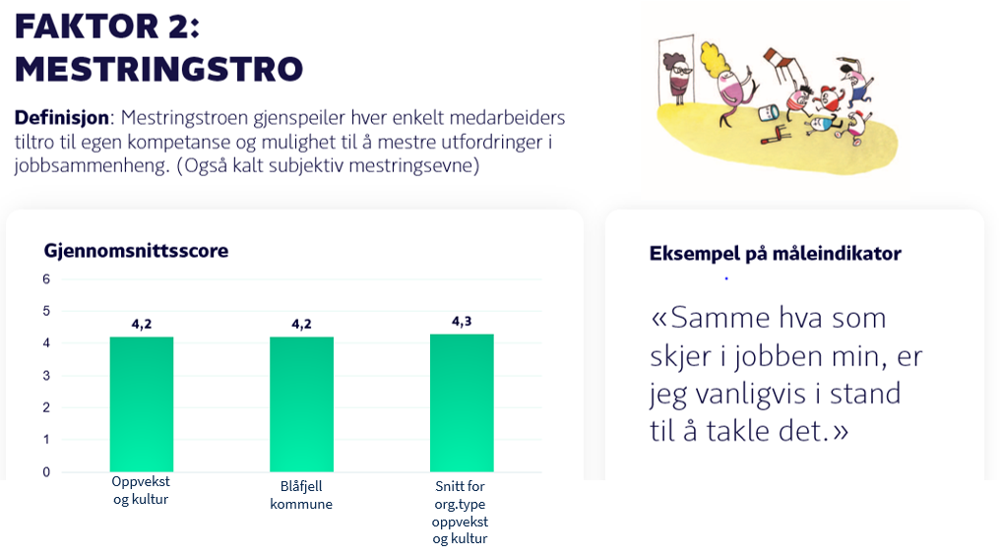 FAKTOR 2:
MESTRINGSTRO
Definisjon: Mestringstroen gjenspeiler hver enkelt medarbeiders
tiltro til egen kompetanse og mulighet til å mestre utfordringer i
jobbsammenheng. (Også kalt subjektiv mestringsevne)
Gjennomsnittsscore
6
5
4
3
2
1
0
4,2
4,2
4,3
Oppvekst
og kultur
Blåfjell
kommune
Snitt for
org.type
oppvekst
og kultur
Eksempel på måleindikator
«Samme hva som
skjer i jobben min, er
jeg vanligvis i stand
til å takle det.»